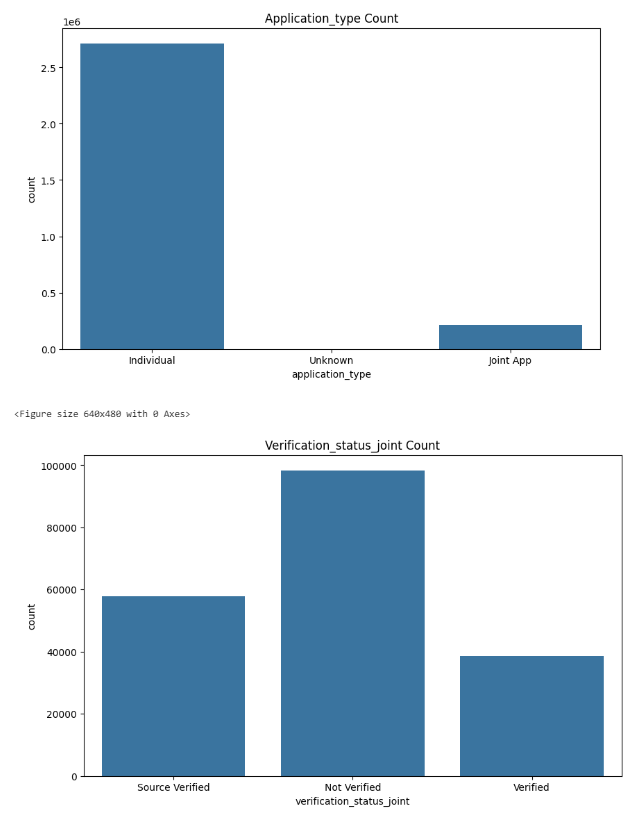 Application_type Count
1e6
2.5
2.0
1.5
1.0
0.5
0.0
count
Individual Unknown Joint App
application_type
<Figure size 640x480 with 0 Axes>
Verification_status_joint Count
100000
80000
60000
40000
20000
0
count
Source Verified Not Verified Verified
verification_status_joint